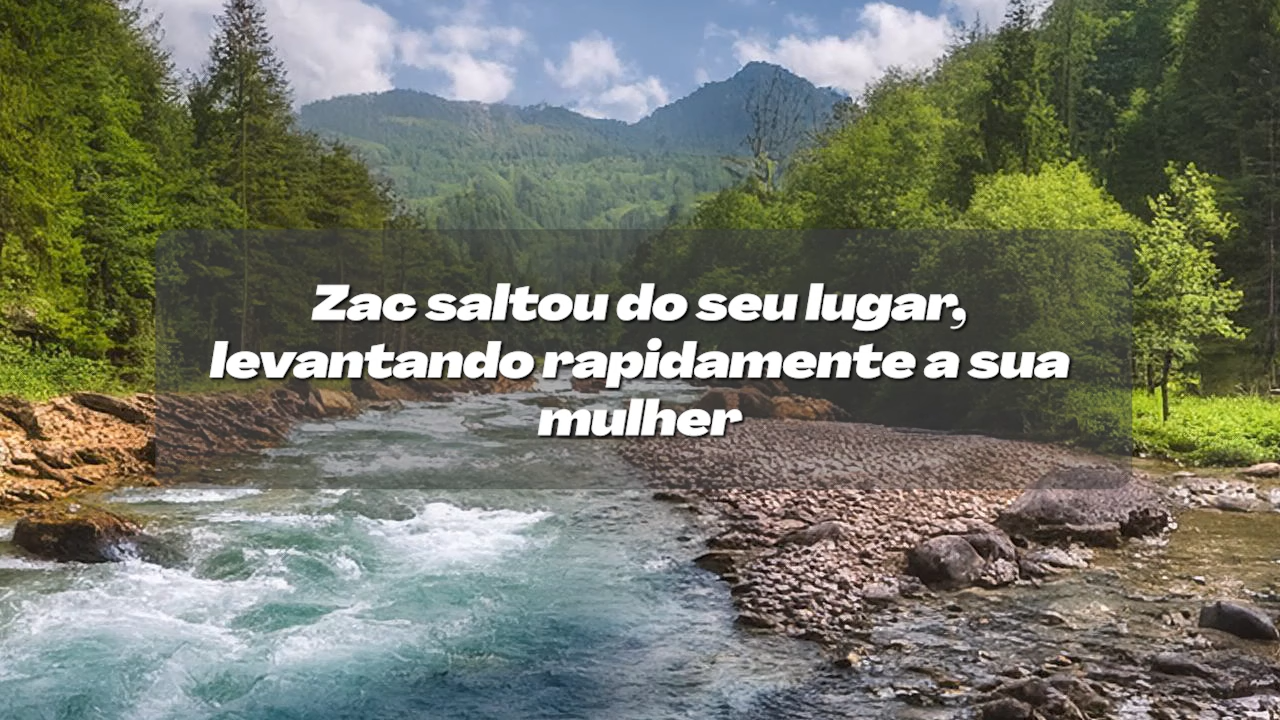 Zac saltou do seu lugar,
levantando rapidamente a sua
mulher